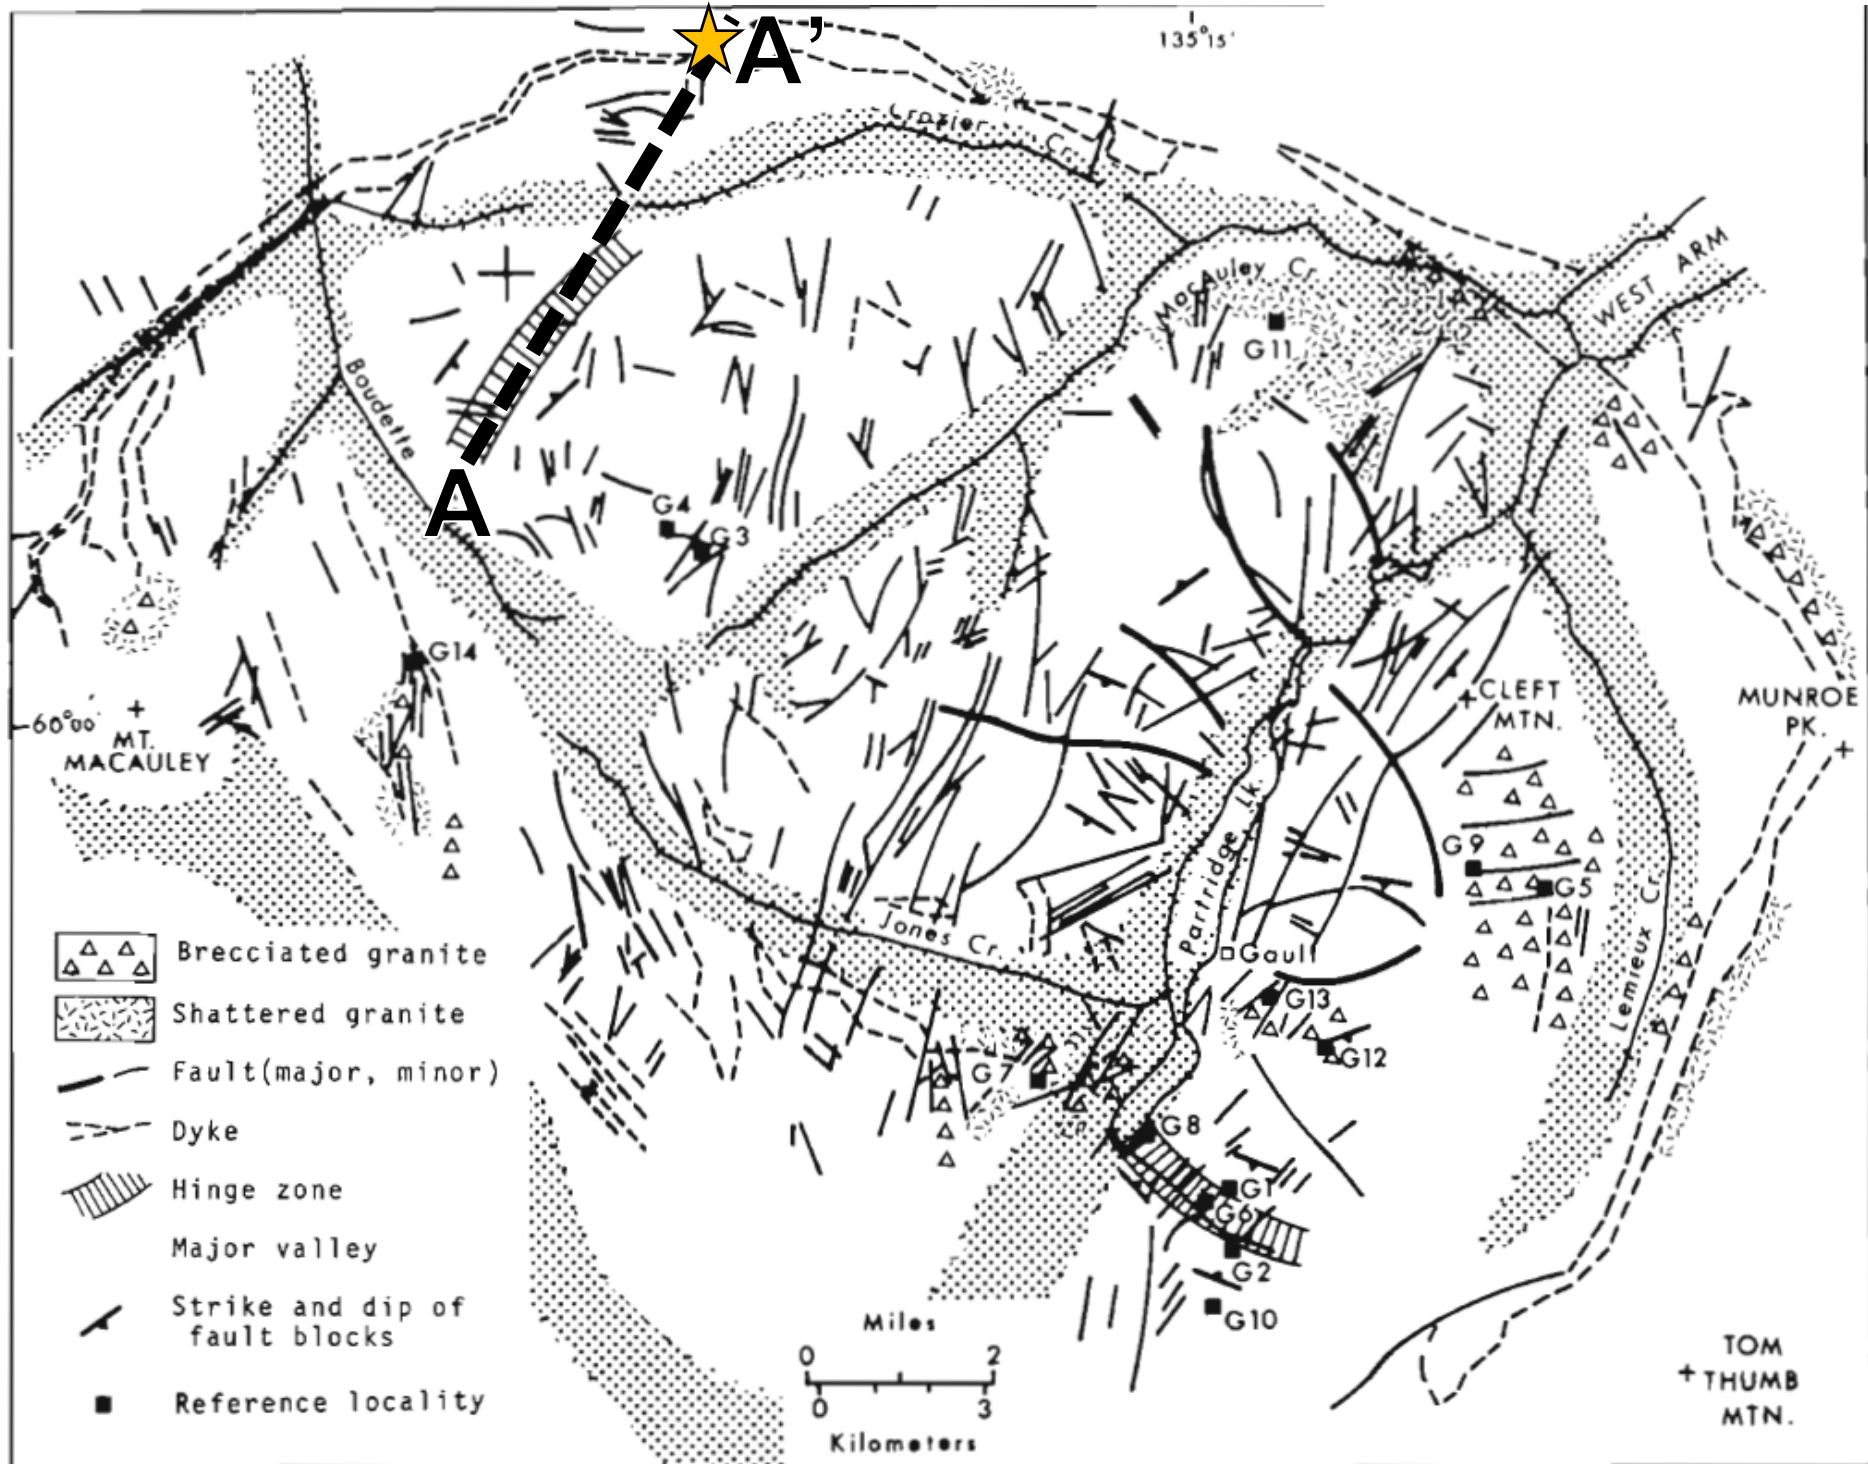 A’
135°15'
Crozier
Cr.
WEST ARM
MacAuley Cr.
G11
Boudette
A
G4
G3
G14
60°00'
MT.
MACAULEY
CLEFT
MTN.
MUNROE
PK.
Partridge Lk.
G9
G5
Jones Cr.
Gault
Lemieux Cr.
G13
G12
G7
G8
G1
G6
G2
G10
Brecciated granite
Shattered granite
Fault(major, minor)
Dyke
Hinge zone
Major valley
Strike and dip of
fault blocks
Reference locality
Miles
0 2
0 3
Kilometers
TOM
THUMB
MTN.